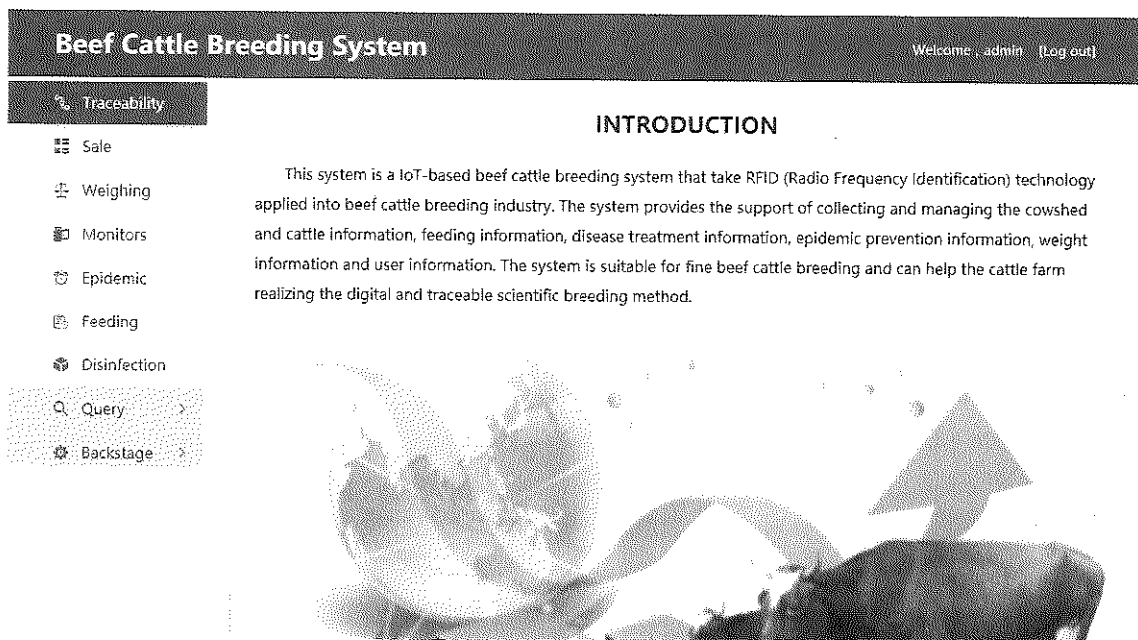 Beef Cattle Breeding System
Welcome , admin [Log out]
Traceability
Sale
Weighing
Monitors
Epidemic
Feeding
Disinfection
Query >
Backstage >
INTRODUCTION
This system is a IoT-based beef cattle breeding system that take RFID (Radio Frequency Identification) technology
applied into beef cattle breeding industry. The system provides the support of collecting and managing the cowshed
and cattle information, feeding information, disease treatment information, epidemic prevention information, weight
information and user information. The system is suitable for fine beef cattle breeding and can help the cattle farm
realizing the digital and traceable scientific breeding method.